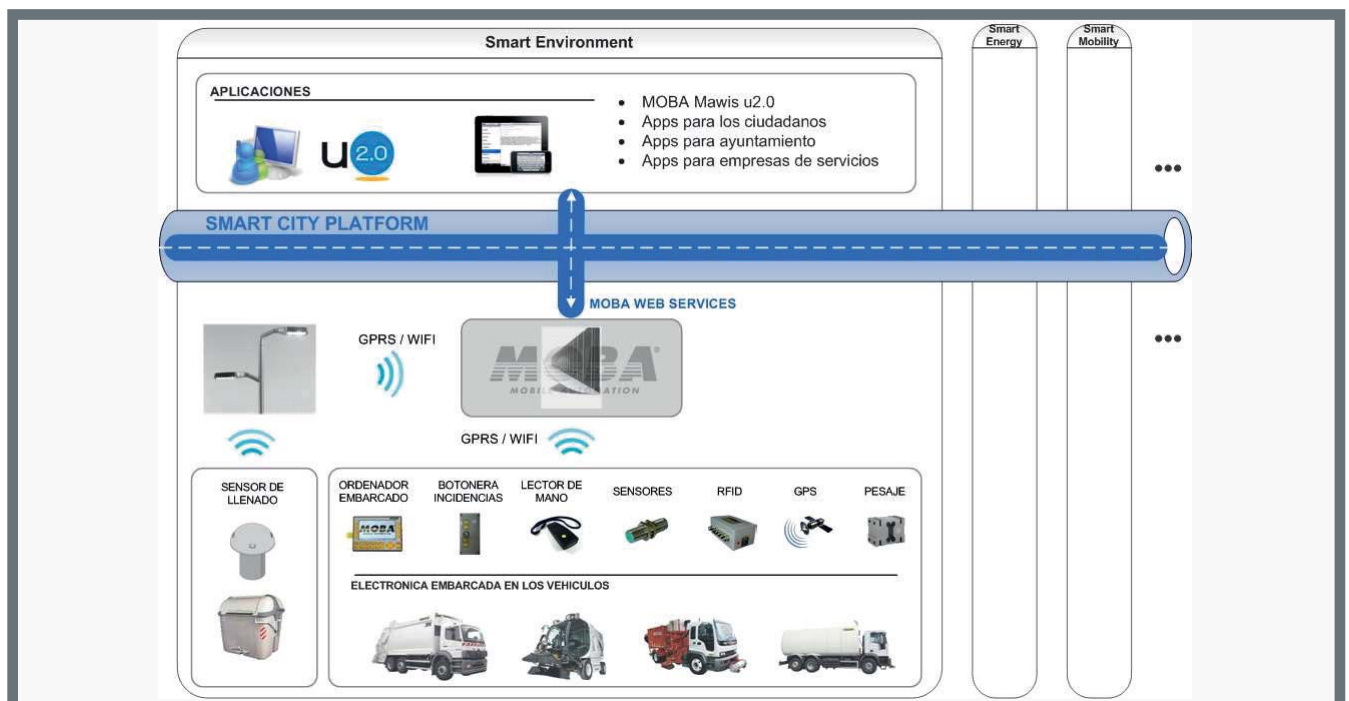 Smart Environment
Smart
Energy
Smart
Mobility
APLICACIONES
u 2.0
• MOBA Mawis u2.0
• Apps para los ciudadanos
• Apps para ayuntamiento
• Apps para empresas de servicios
•••
SMART CITY PLATFORM
MOBA WEB SERVICES
GPRS / WIFI
MOBA®
MOBILE AUTOMATION
•••
GPRS / WIFI
SENSOR DE
LLENADO
ORDENADOR
EMBARCADO
BOTONERA
INCIDENCIAS
LECTOR DE
MANO
SENSORES
RFID
GPS
PESAJE
MOBA
ELECTRONICA EMBARCADA EN LOS VEHICULOS